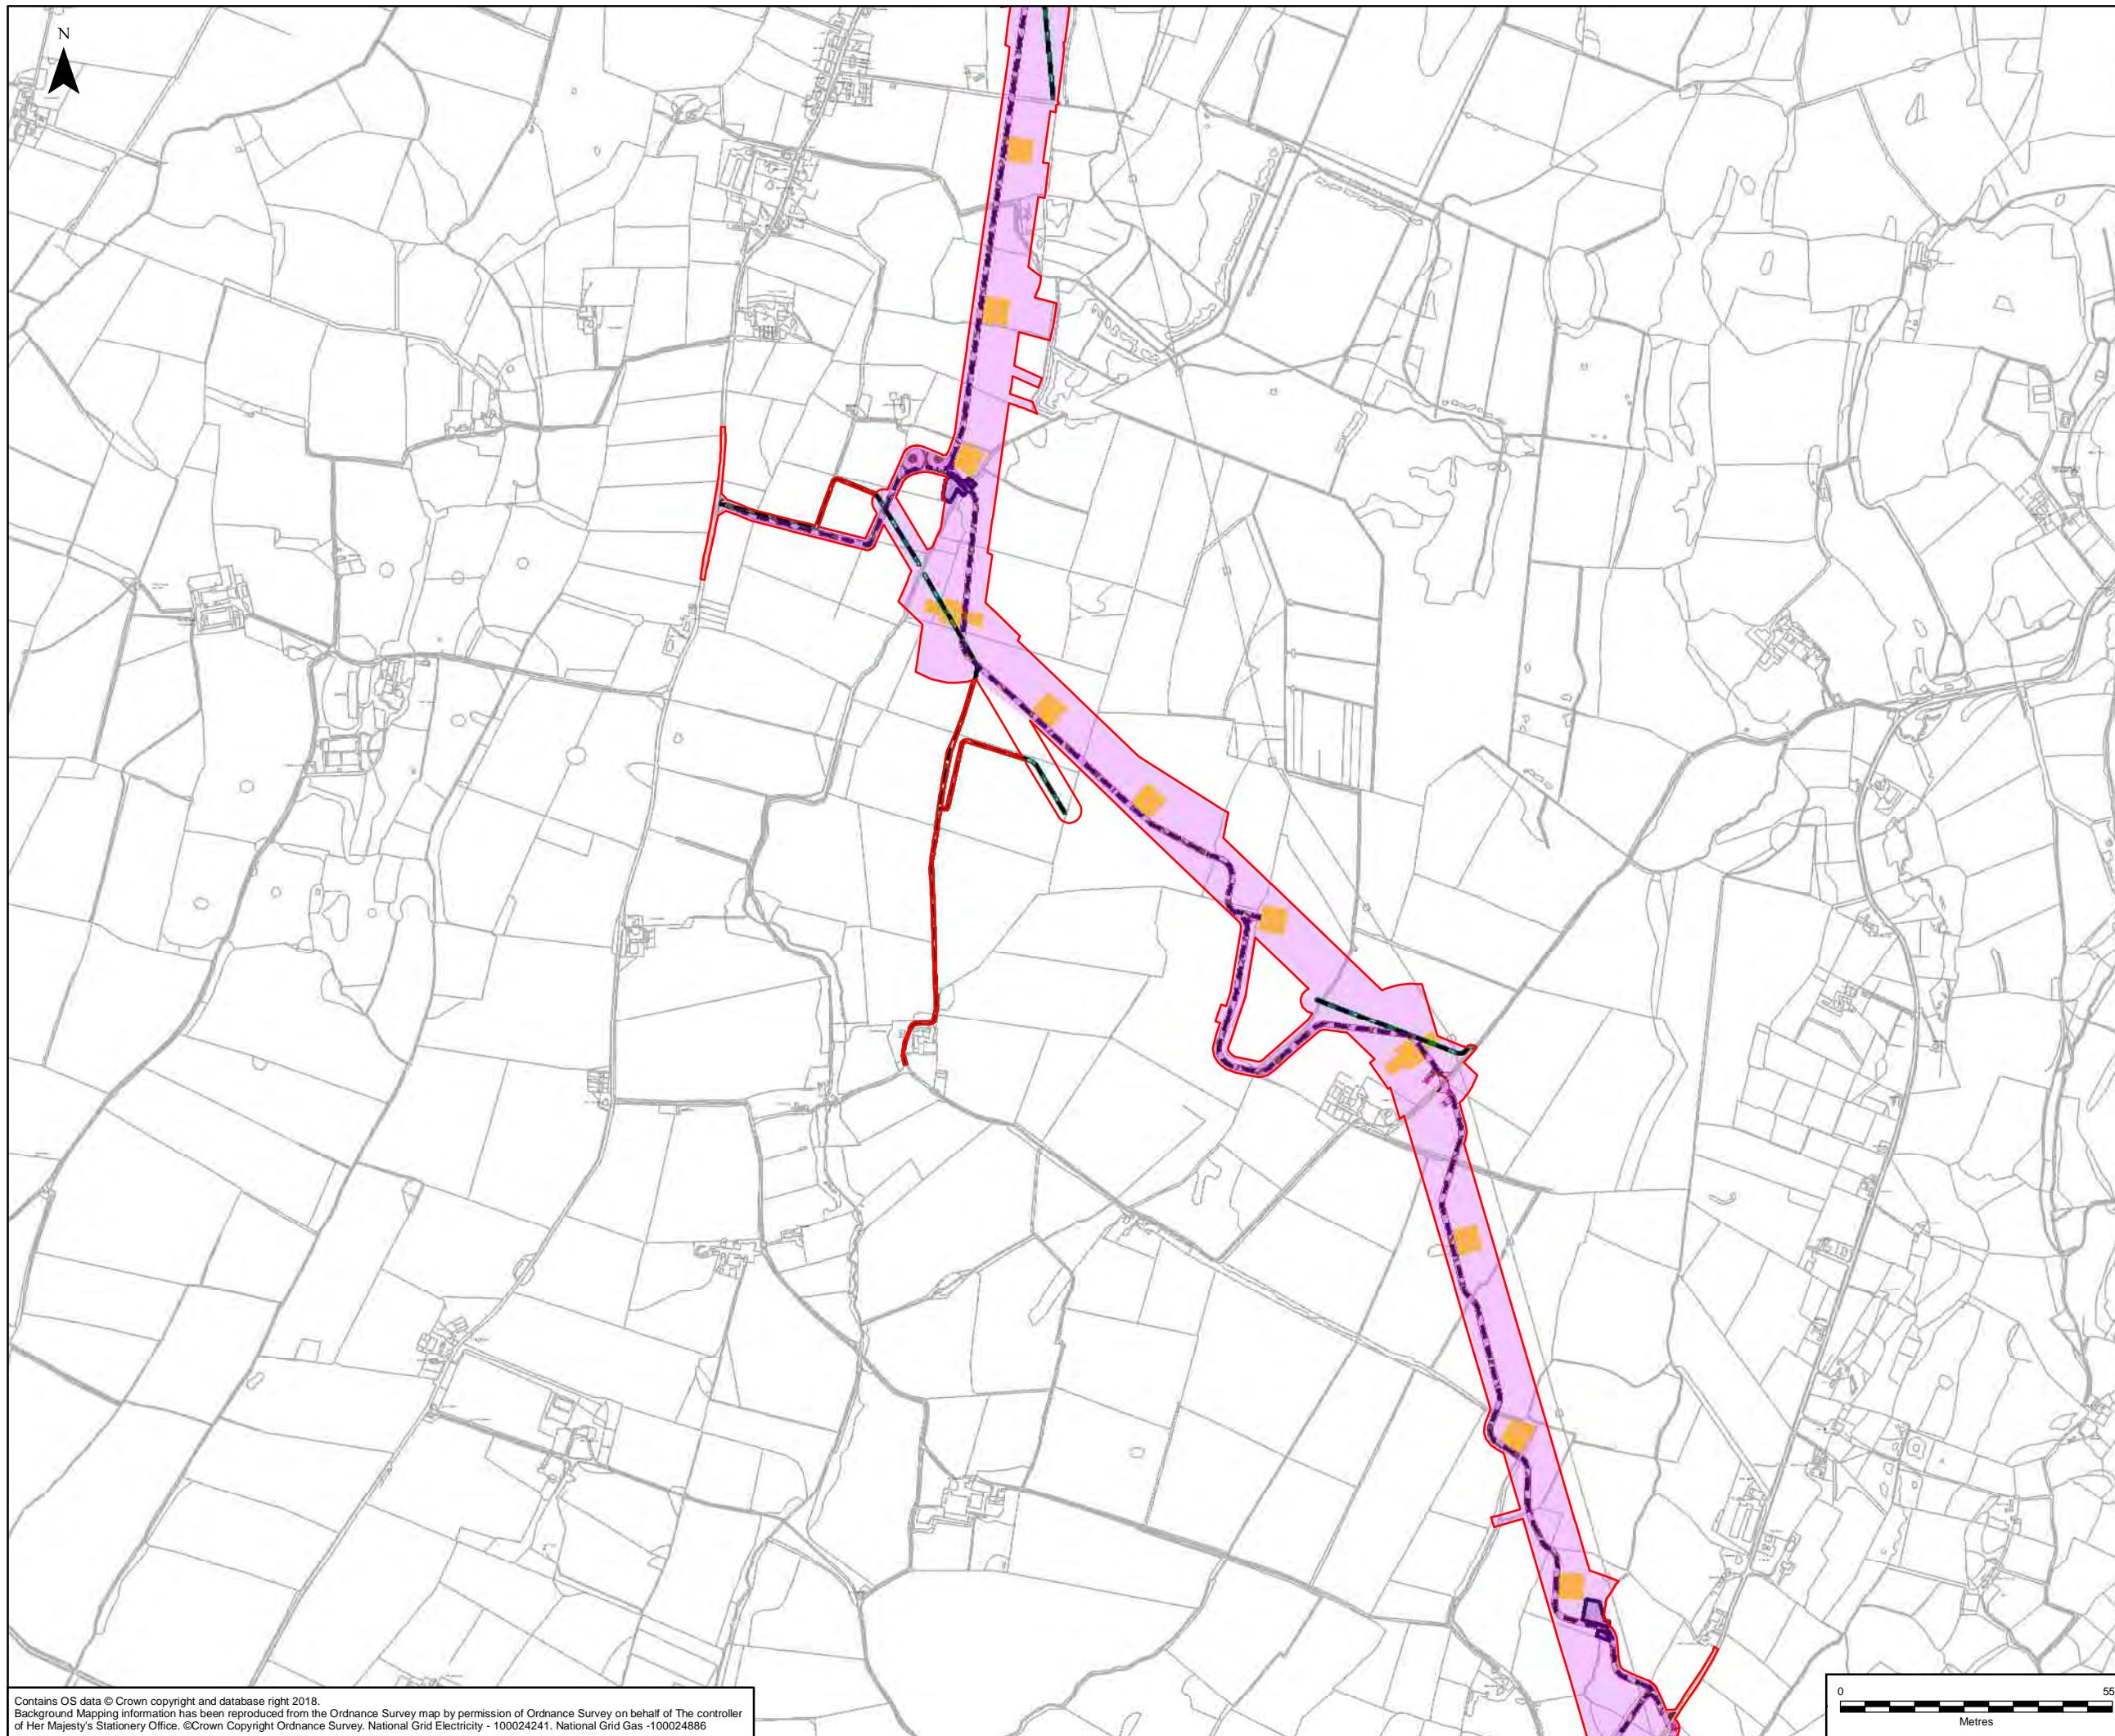 N
Contains OS data © Crown copyright and database right 2018.
Background Mapping information has been reproduced from the Ordnance Survey map by permission of Ordnance Survey on behalf of The controller
of Her Majesty's Stationery Office. ©Crown Copyright Ordnance Survey. National Grid Electricity - 100024241. National Grid Gas -100024886
0 55
Metres